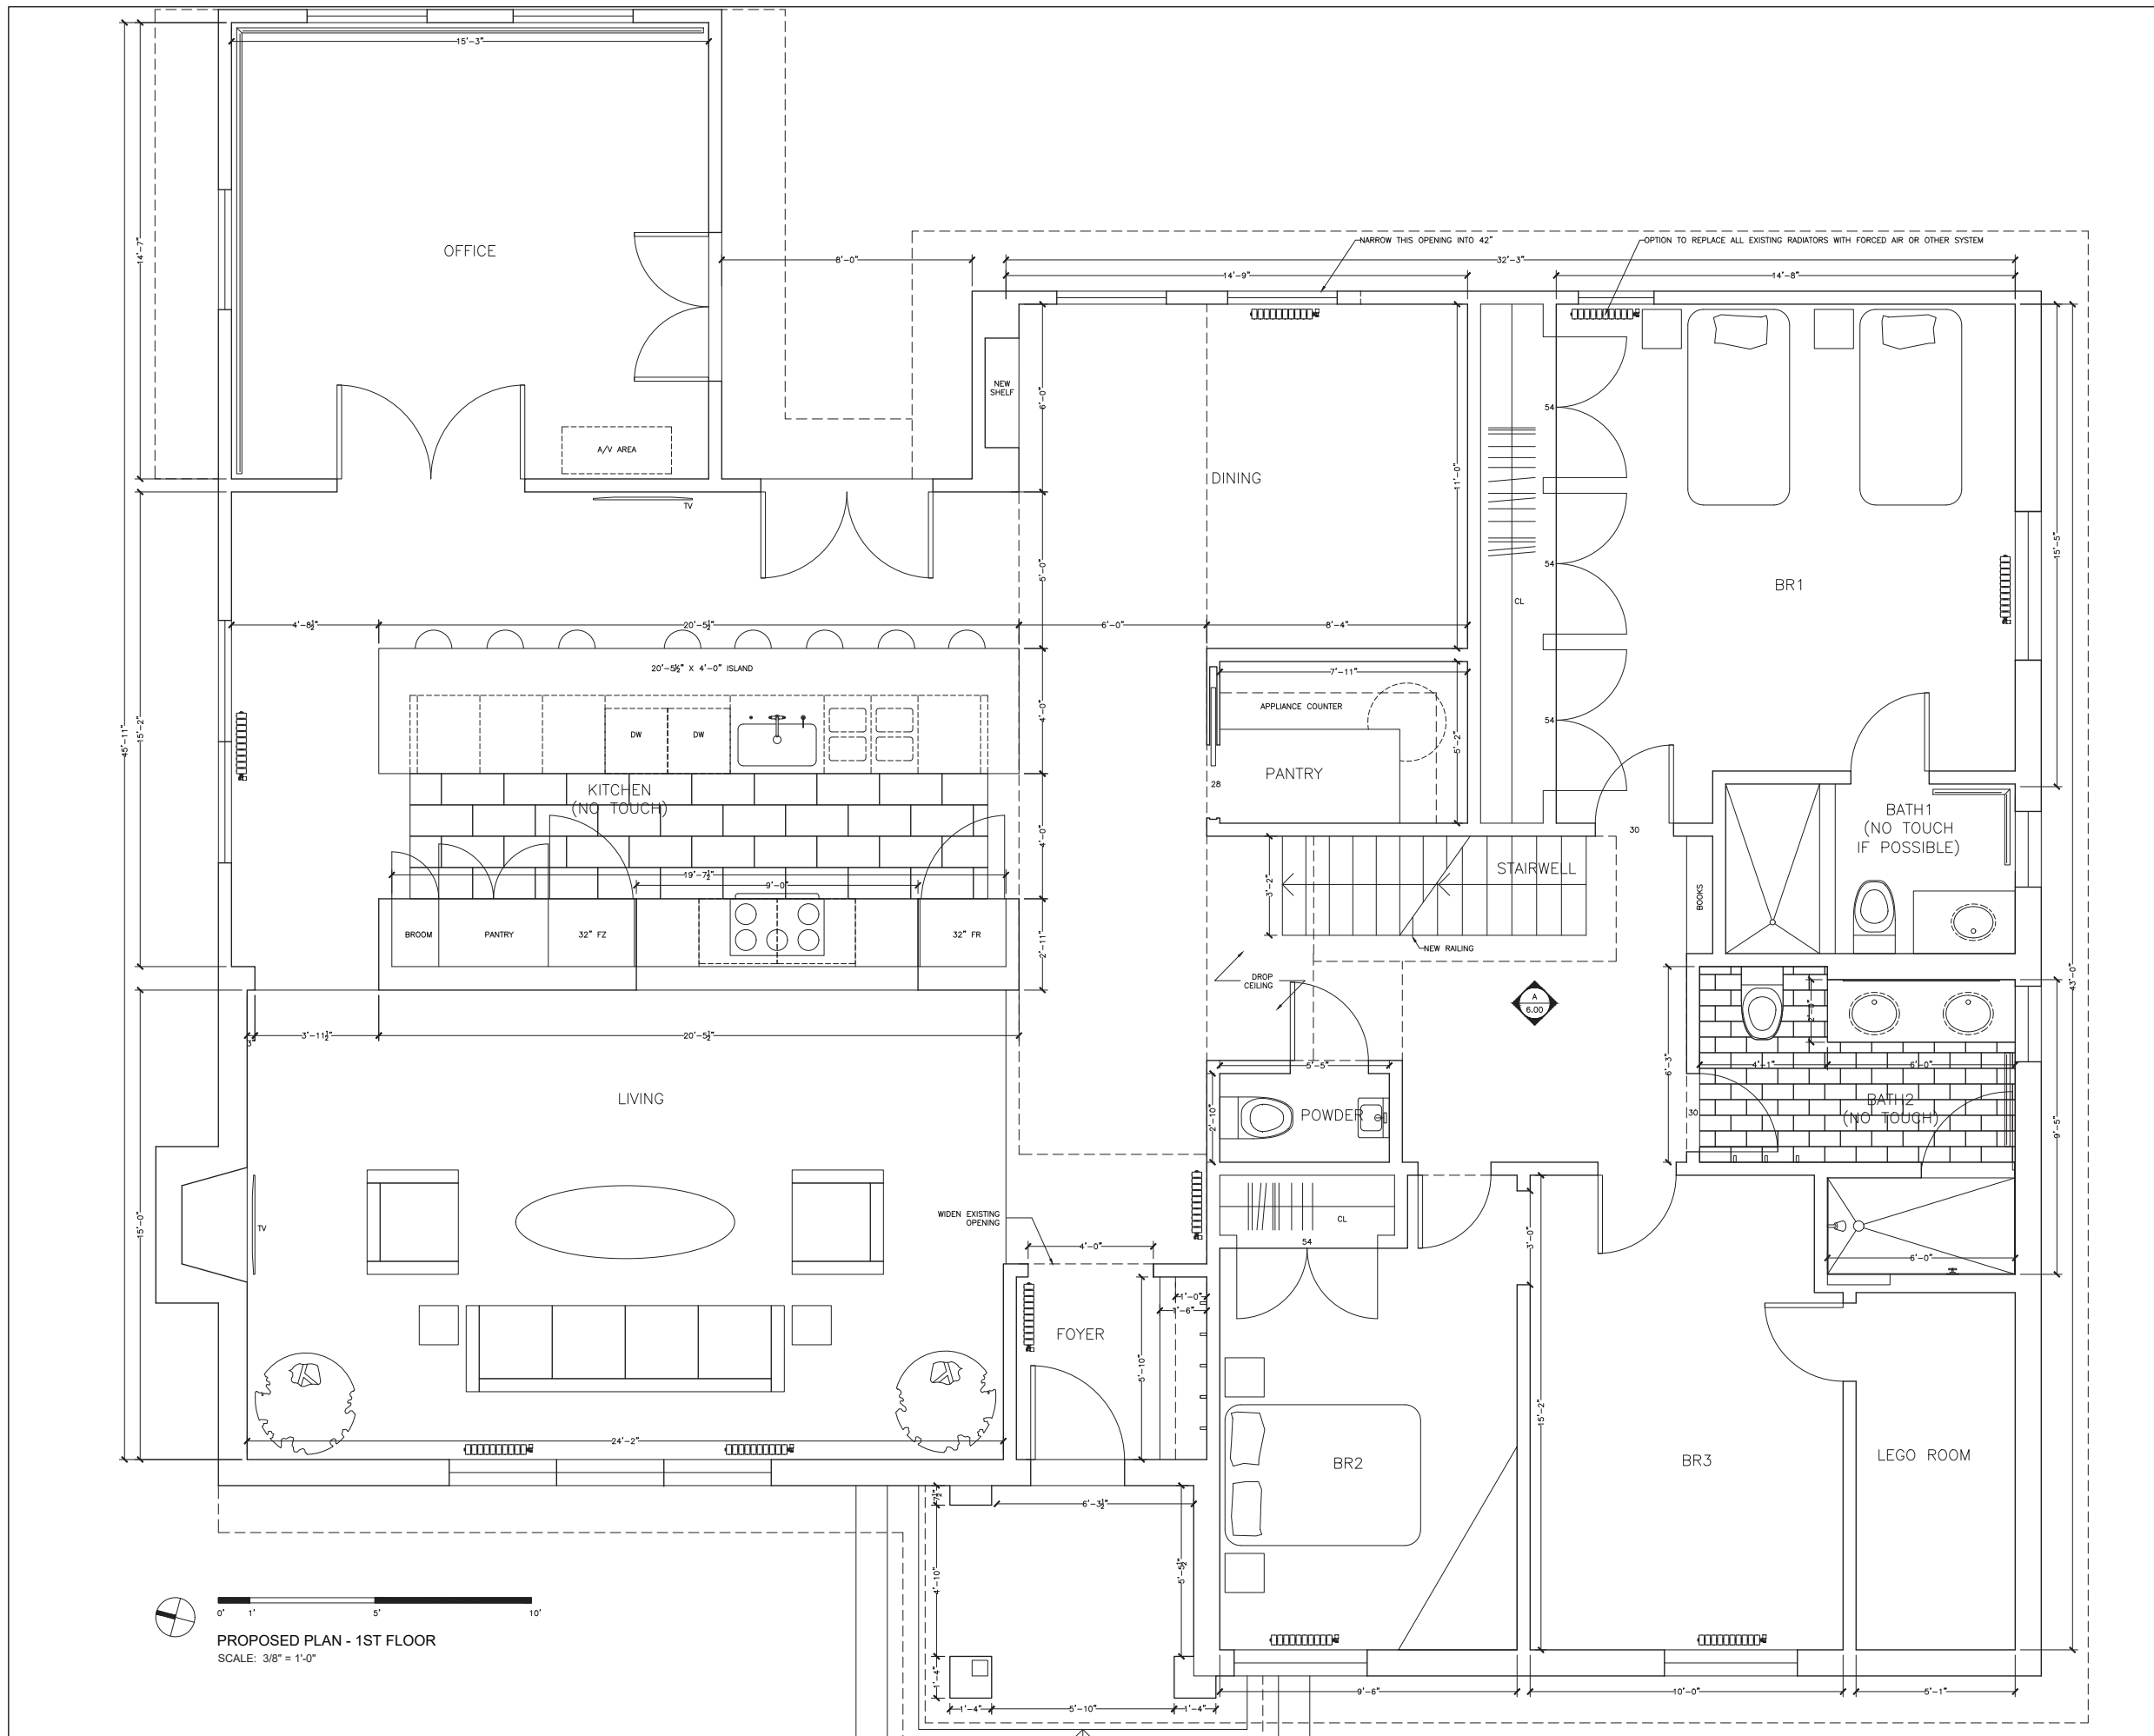 15'-3"
OFFICE
14'-7"
8'-0"
NARROW THIS OPENING INTO 42"
OPTION TO REPLACE ALL EXISTING RADIATORS WITH FORCED AIR OR OTHER SYSTEM
32'-3"
14'-9"
14'-8"
NEW
SHELF
6'-0"
54
A/V AREA
TV
DINING
11'-0"
15'-5"
54
BR1
CL
5'-0"
4'-8½"
20'-5½"
6'-0"
8'-4"
20'-5½" X 4'-0" ISLAND
7'-11"
APPLIANCE COUNTER
4'-0"
54
DW
DW
45'-11"
15'-2"
5'-2"
PANTRY
28
KITCHEN
(NO TOUCH)
BATH1
(NO TOUCH
IF POSSIBLE)
30
4'-0"
19'-7½"
9'-0"
3'-2"
STAIRWELL
BOOKS
BROOM
PANTRY
32" FZ
32" FR
2'-11"
NEW RAILING
DROP
CEILING
A
6.00
43'-0"
2'-0"
3"
3'-11½"
20'-5½"
5'-5"
6'-3"
4'-1"
6'-0"
LIVING
2'-10"
POWDER
30
BATH2
(NO TOUCH)
9'-5"
15'-0"
TV
WIDEN EXISTING
OPENING
4'-0"
CL
54
3'-0"
6'-0"
1'-0"
1'-6"
FOYER
5'-10"
15'-2"
24'-2"
BR2
BR3
LEGO ROOM
7½"
6'-3½"
4'-10"
5'-5½"
1'-4"
1'-4"
5'-10"
1'-4"
9'-6"
10'-0"
5'-1"
0'
1'
5'
10'
PROPOSED PLAN - 1ST FLOOR
SCALE: 3/8" = 1'-0"